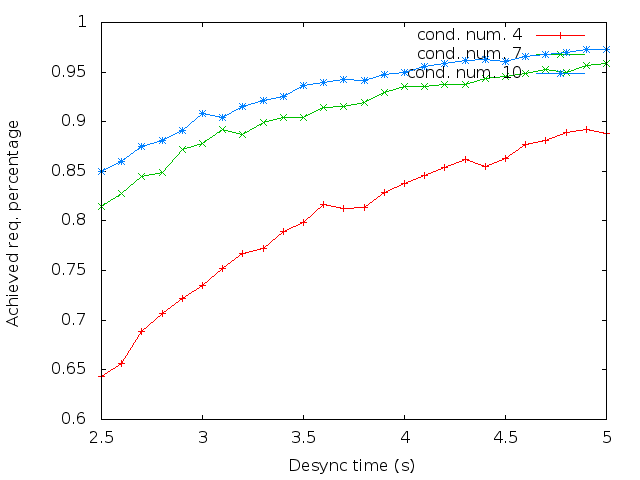 1
0.95
0.9
0.85
0.8
0.75
0.7
0.65
0.6
2.5 3 3.5 4 4.5 5
Achieved req. percentage
Desync time (s)
cond. num. 4
cond. num. 7
cond. num. 10